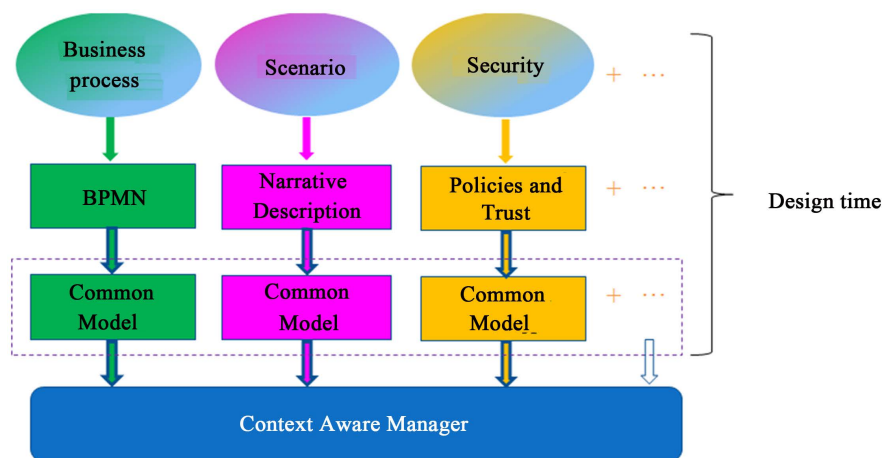 Business
process
Scenario
Security
+ ...
BPMN
Narrative
Description
Policies and
Trust
+ ...
Design time
Common
Model
Common
Model
Common
Model
+ ...
Context Aware Manager